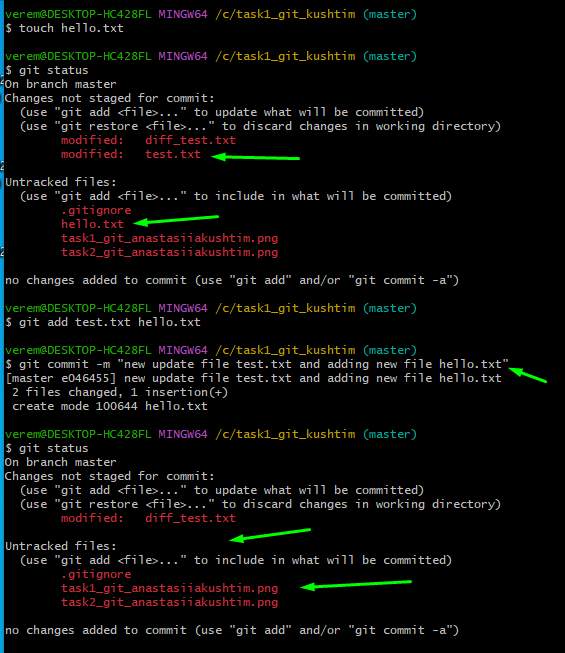 verem@DESKTOP-HC428FL MINGW64 /c/task1_git_kushtim (master)
$ touch hello.txt
verem@DESKTOP-HC428FL MINGW64 /c/task1_git_kushtim (master)
$ git status
On branch master
Changes not staged for commit:
  (use "git add <file>..." to update what will be committed)
  (use "git restore <file>..." to discard changes in working directory)
        modified:   diff_test.txt
        modified:   test.txt
Untracked files:
  (use "git add <file>..." to include in what will be committed)
        .gitignore
        hello.txt
        task1_git_anastasiiakushtim.png
        task2_git_anastasiiakushtim.png
no changes added to commit (use "git add" and/or "git commit -a")
verem@DESKTOP-HC428FL MINGW64 /c/task1_git_kushtim (master)
$ git add test.txt hello.txt
verem@DESKTOP-HC428FL MINGW64 /c/task1_git_kushtim (master)
$ git commit -m "new update file test.txt and adding new file hello.txt"
[master e046455] new update file test.txt and adding new file hello.txt
 2 files changed, 1 insertion(+)
 create mode 100644 hello.txt
verem@DESKTOP-HC428FL MINGW64 /c/task1_git_kushtim (master)
$ git status
On branch master
Changes not staged for commit:
  (use "git add <file>..." to update what will be committed)
  (use "git restore <file>..." to discard changes in working directory)
        modified:   diff_test.txt
Untracked files:
  (use "git add <file>..." to include in what will be committed)
        .gitignore
        task1_git_anastasiiakushtim.png
        task2_git_anastasiiakushtim.png
no changes added to commit (use "git add" and/or "git commit -a")